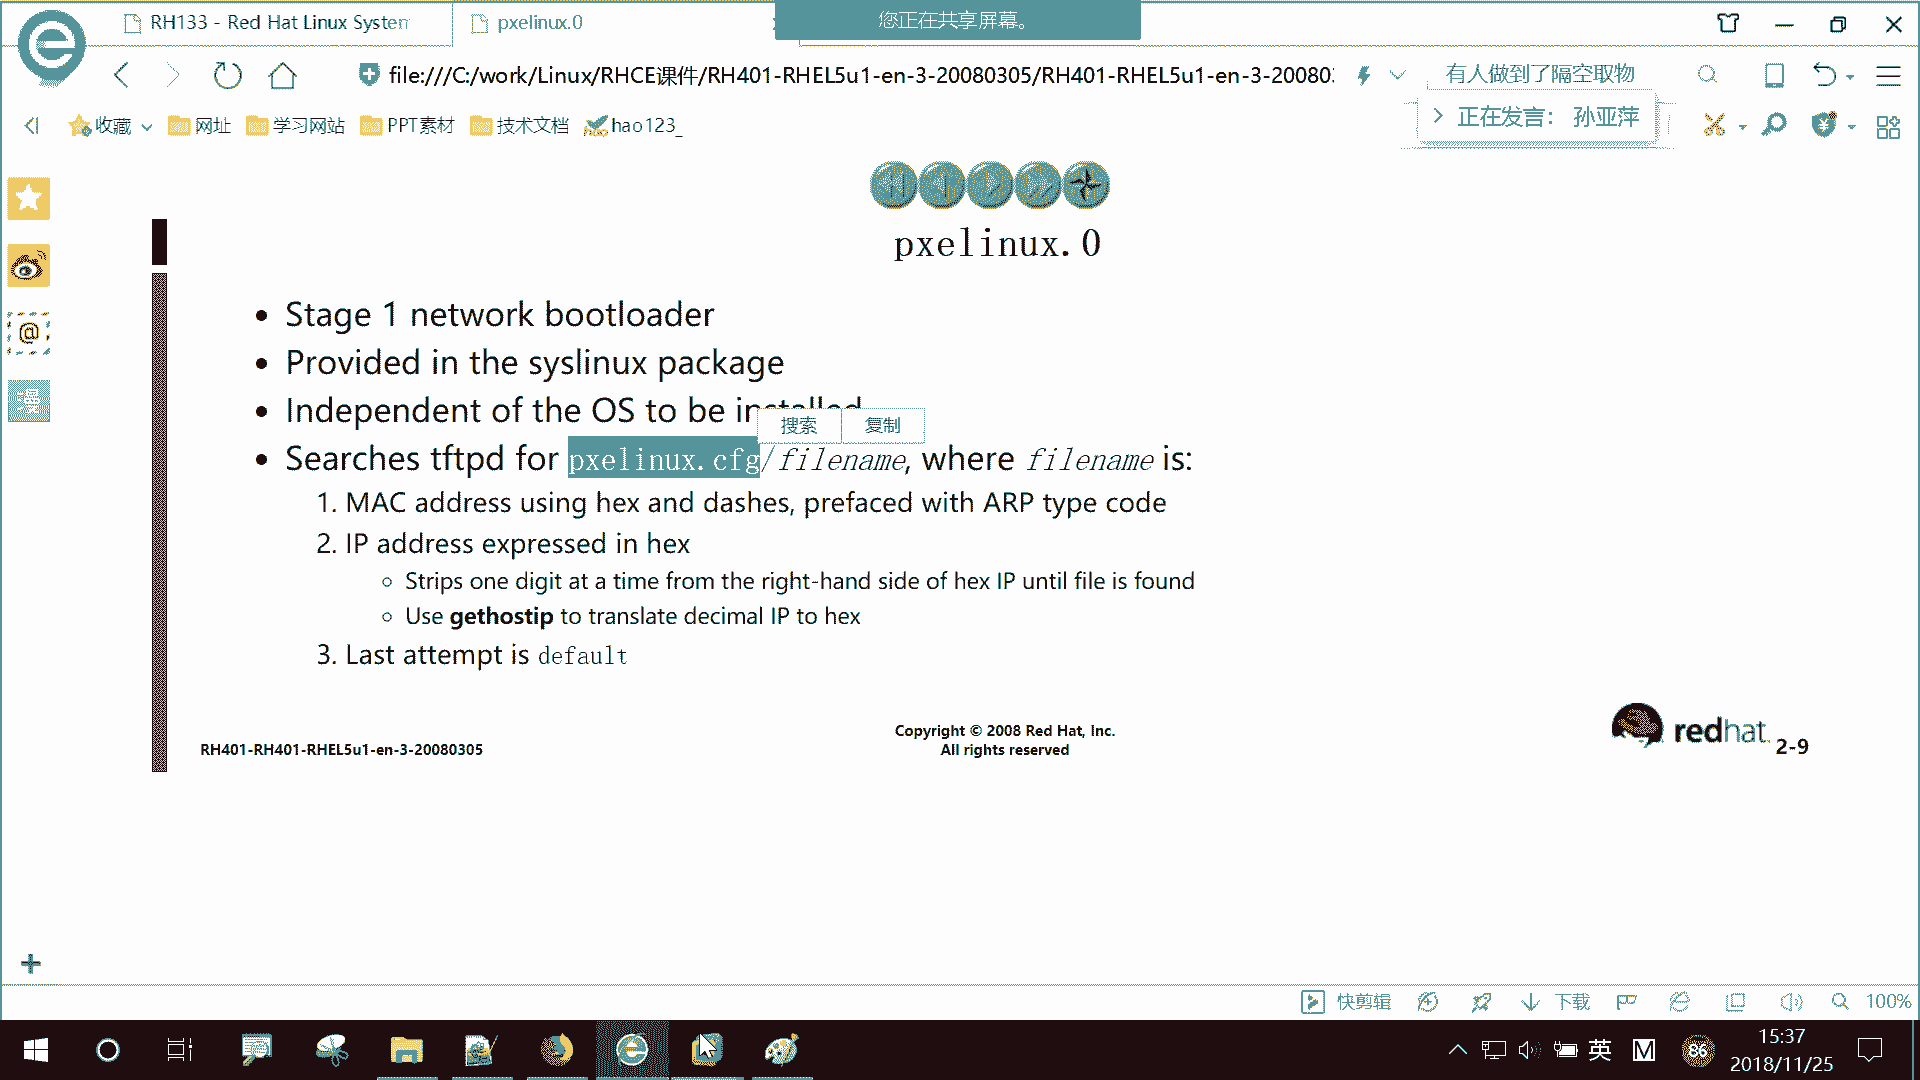 您正在共享屏幕。
RH133 - Red Hat Linux System
pxelinux.0
file:///C:/work/Linux/RHCE课件/RH401-RHEL5u1-en-3-20080305/RH401-RHEL5u1-en-3-20080
有人做到了隔空取物
正在发言： 孙亚萍
收藏 网址 学习网站 PPT素材 技术文档 hao123_
漫
pxelinux.0
• Stage 1 network bootloader
• Provided in the syslinux package
• Independent of the OS to be installed
搜索 复制
• Searches tftpd for pxelinux.cfg/filename, where filename is:
1. MAC address using hex and dashes, prefaced with ARP type code
2. IP address expressed in hex
Strips one digit at a time from the right-hand side of hex IP until file is found
Use gethostip to translate decimal IP to hex
3. Last attempt is default
Copyright © 2008 Red Hat, Inc.
All rights reserved
RH401-RH401-RHEL5u1-en-3-20080305
redhat.
2-9
快剪辑 下载 100%
英 M 86
15:37
2018/11/25